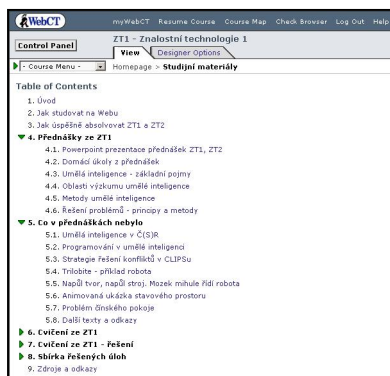 WebCT myWebCT Resume Course Course Map Check Browser Log Out Help
Control Panel
ZT1 - Znalostní technologie 1
View Designer Options
- Course Menu - Homepage > Studijní materiály
Table of Contents
1. Úvod
2. Jak studovat na Webu
3. Jak úspěšně absolvovat ZT1 a ZT2
4. Přednášky ze ZT1
4.1. Powerpoint prezentace přednášek ZT1, ZT2
4.2. Domácí úkoly z přednášek
4.3. Umělá inteligence - základní pojmy
4.4. Oblasti výzkumu umělé inteligence
4.5. Metody umělé inteligence
4.6. Řešení problémů - principy a metody
5. Co v přednáškách nebylo
5.1. Umělá inteligence v Č(S)R
5.2. Programování v umělé inteligenci
5.3. Strategie řešení konfliktů v CLIPSu
5.4. Trilobite - příklad robota
5.5. Napůl tvor, napůl stroj. Mozek mihule řídí robota
5.6. Animovaná ukázka stavového prostoru
5.7. Problém čínského pokoje
5.8. Další texty a odkazy
6. Cvičení ze ZT1
7. Cvičení ze ZT1 - řešení
8. Sbírka řešených úloh
9. Zdroje a odkazy